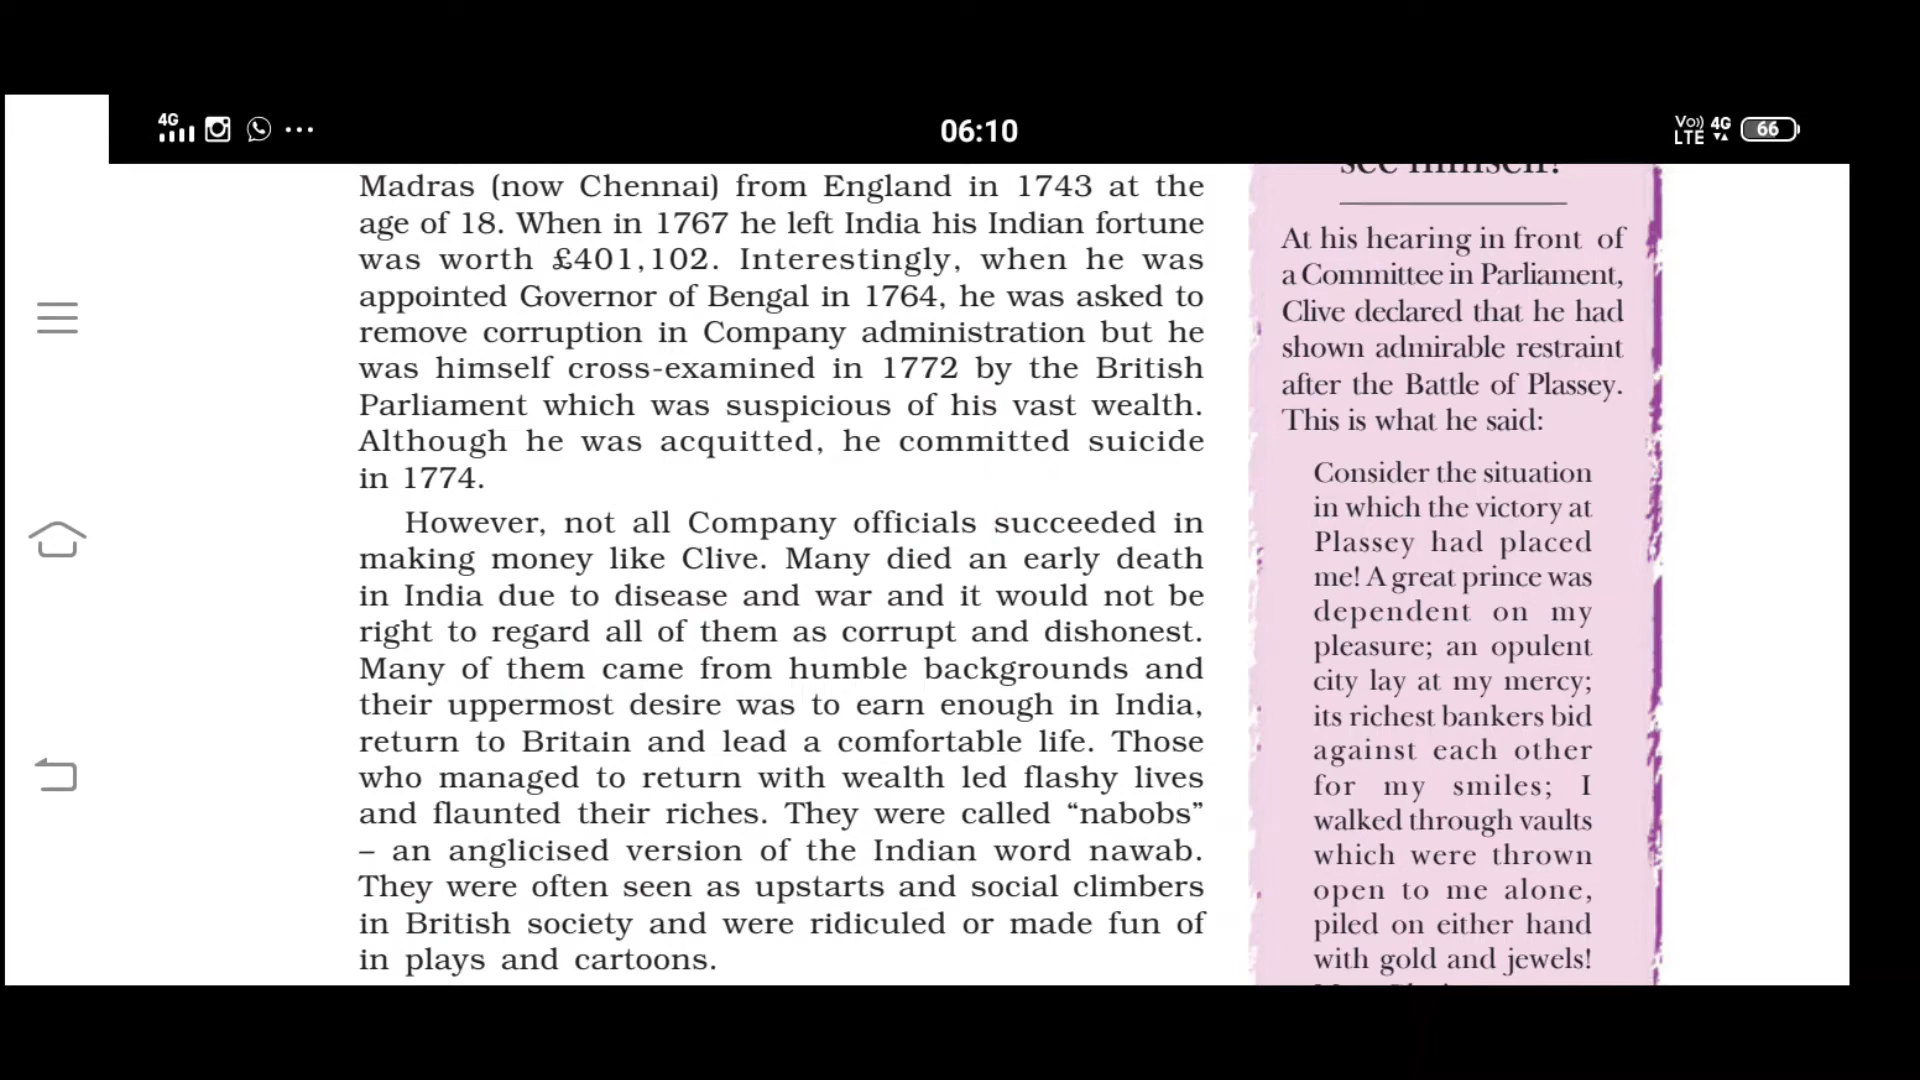 4G
06:10
Vo)) 4G
LTE
66
Madras (now Chennai) from England in 1743 at the
age of 18. When in 1767 he left India his Indian fortune
was worth £401,102. Interestingly, when he was
appointed Governor of Bengal in 1764, he was asked to
remove corruption in Company administration but he
was himself cross-examined in 1772 by the British
Parliament which was suspicious of his vast wealth.
Although he was acquitted, he committed suicide
in 1774.
However, not all Company officials succeeded in
making money like Clive. Many died an early death
in India due to disease and war and it would not be
right to regard all of them as corrupt and dishonest.
Many of them came from humble backgrounds and
their uppermost desire was to earn enough in India,
return to Britain and lead a comfortable life. Those
who managed to return with wealth led flashy lives
and flaunted their riches. They were called “nabobs”
– an anglicised version of the Indian word nawab.
They were often seen as upstarts and social climbers
in British society and were ridiculed or made fun of
in plays and cartoons.
see himself?
At his hearing in front of
a Committee in Parliament,
Clive declared that he had
shown admirable restraint
after the Battle of Plassey.
This is what he said:
Consider the situation
in which the victory at
Plassey had placed
me! A great prince was
dependent on my
pleasure; an opulent
city lay at my mercy;
its richest bankers bid
against each other
for my smiles; I
walked through vaults
which were thrown
open to me alone,
piled on either hand
with gold and jewels!